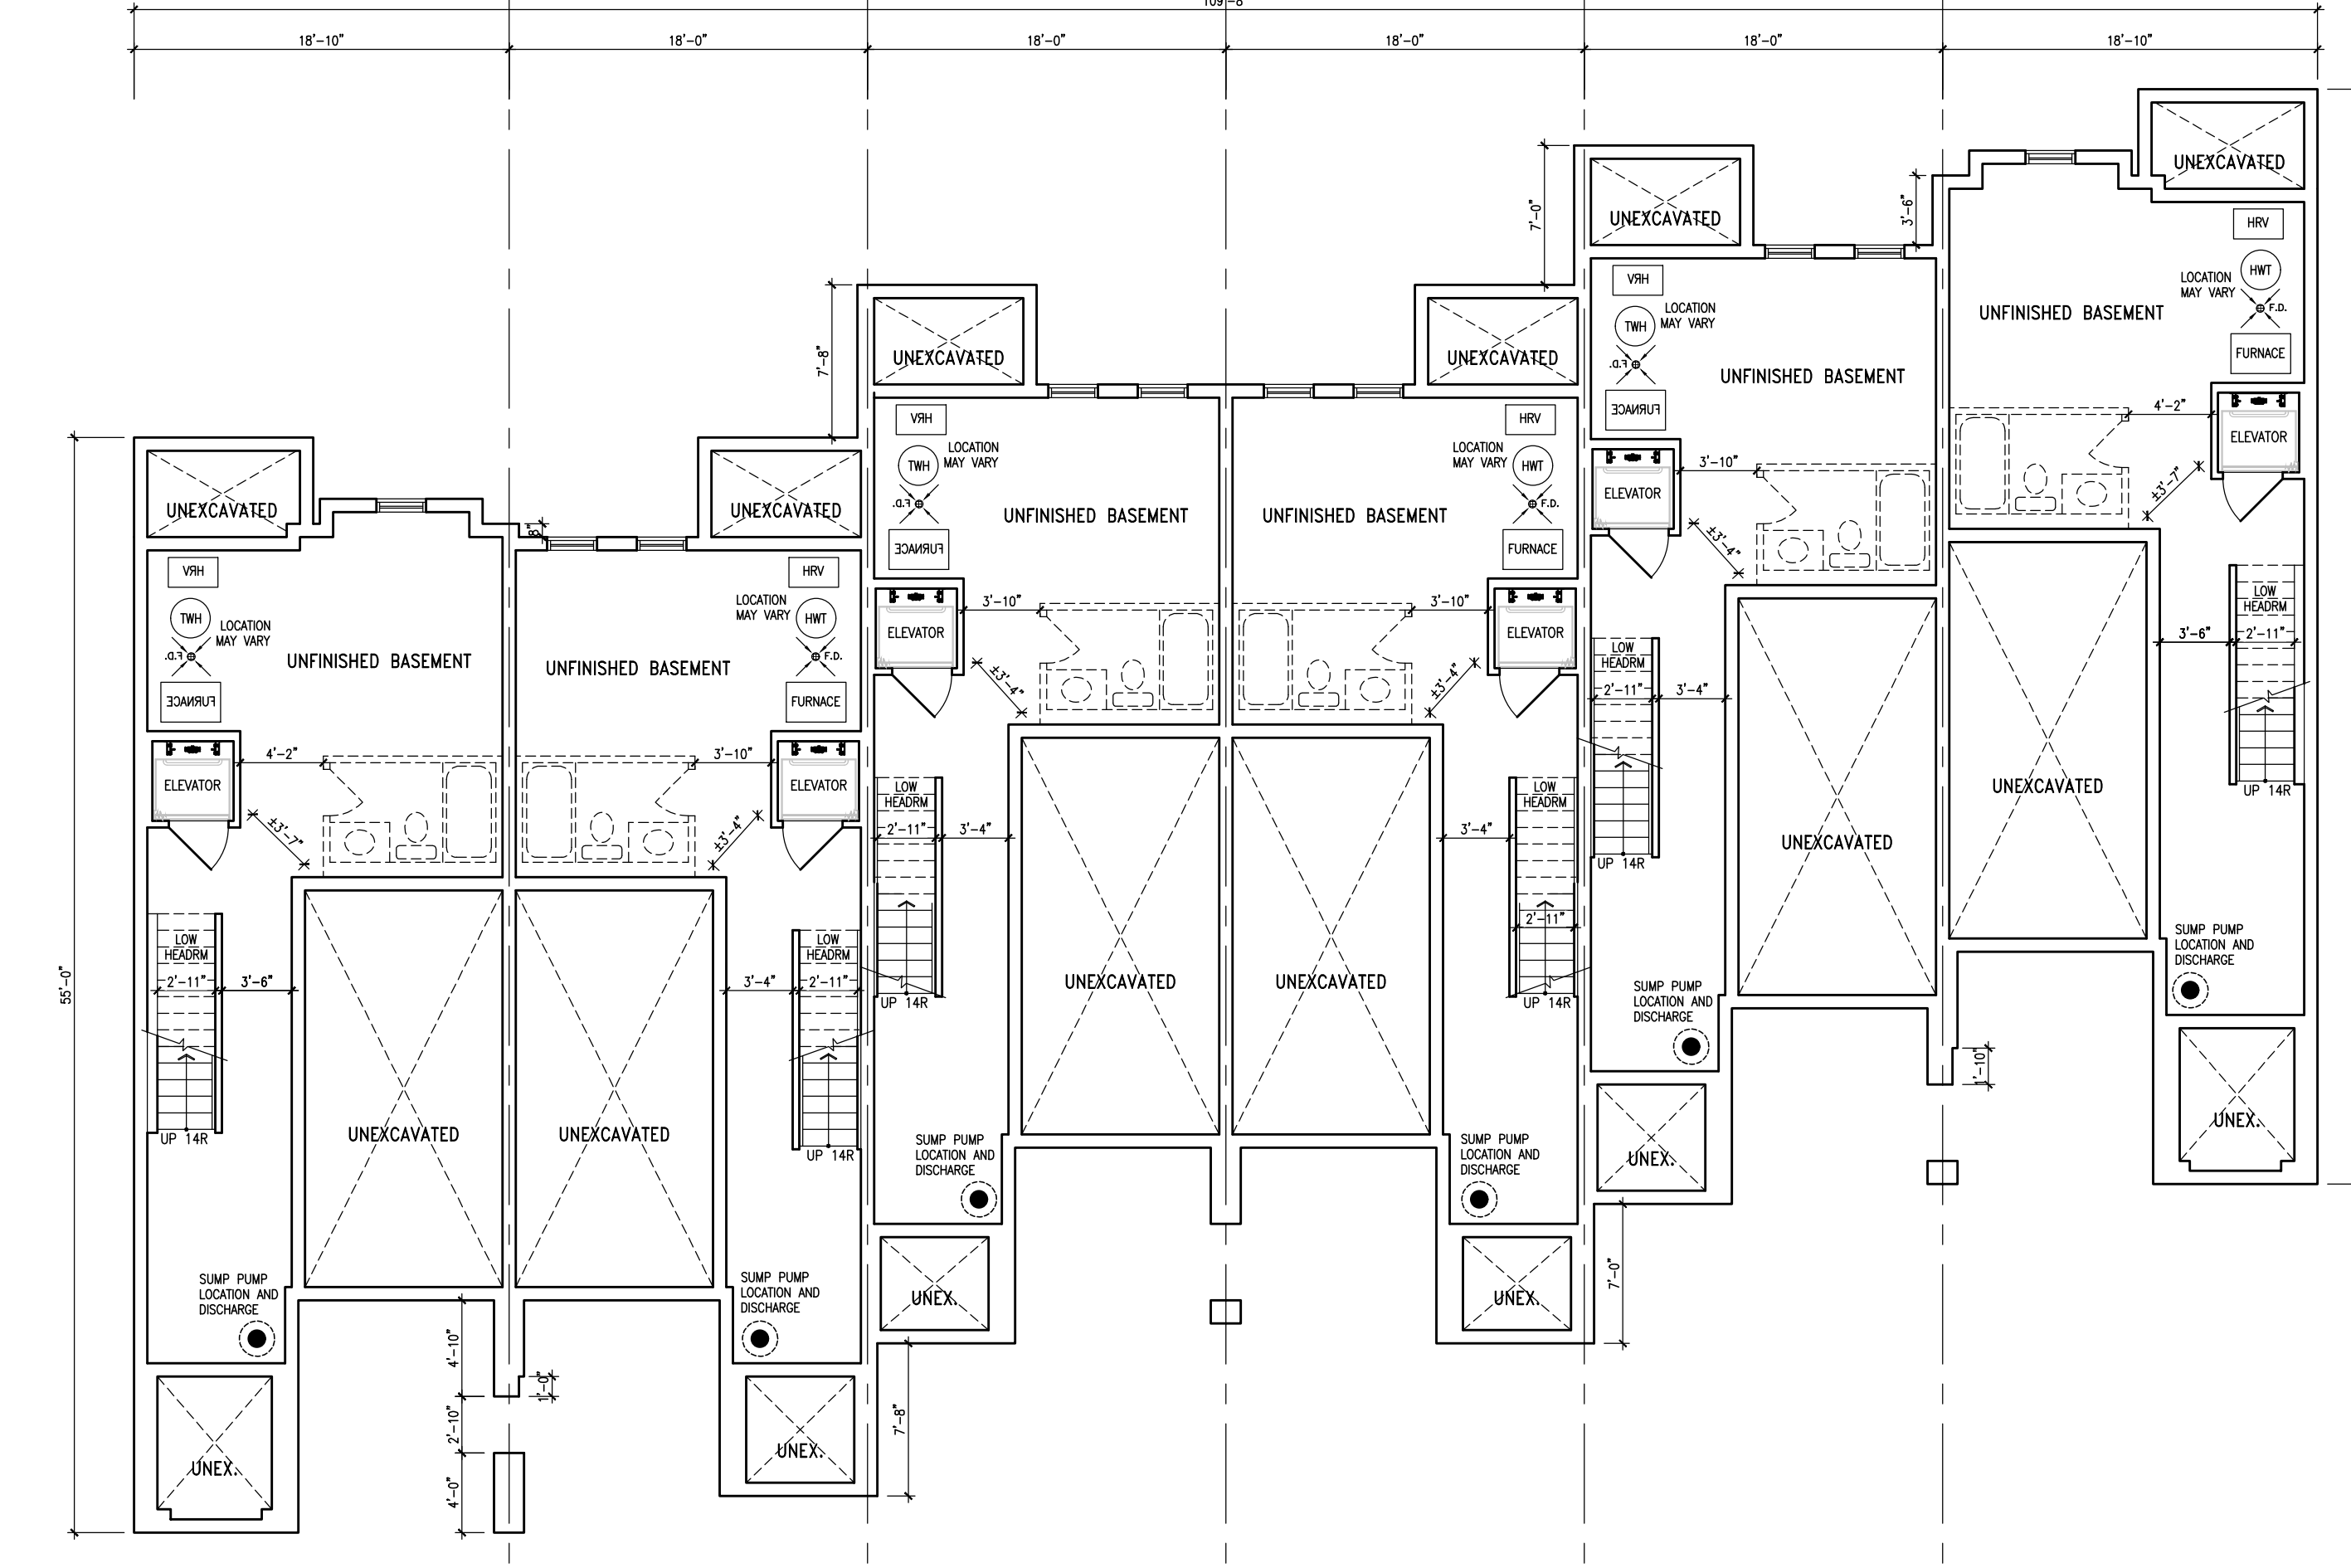 109'-8"
18'-10"
18'-0"
18'-0"
18'-0"
18'-0"
18'-10"
55'-0"
UNEXCAVATED
HRV
TWH
LOCATION
MAY VARY
F.D.
FURNACE
UNFINISHED BASEMENT
ELEVATOR
4'-2"
±3'-7"
LOW
HEADRM
2'-11"
3'-6"
UP 14R
UNEXCAVATED
SUMP PUMP
LOCATION AND
DISCHARGE
UNEX.
4'-10"
2'-10"
4'-0"
1'-0"
8"
UNEXCAVATED
HRV
LOCATION
MAY VARY
HWT
F.D.
UNFINISHED BASEMENT
FURNACE
3'-10"
ELEVATOR
±3'-4"
LOW
HEADRM
3'-4"
2'-11"
UP 14R
UNEXCAVATED
SUMP PUMP
LOCATION AND
DISCHARGE
UNEX.
7'-8"
7'-8"
UNEXCAVATED
HRV
LOCATION
MAY VARY
TWH
F.D.
UNFINISHED BASEMENT
FURNACE
3'-10"
ELEVATOR
±3'-4"
LOW
HEADRM
2'-11"
3'-4"
UP 14R
UNEXCAVATED
SUMP PUMP
LOCATION AND
DISCHARGE
UNEX.
UNEXCAVATED
HRV
LOCATION
MAY VARY
HWT
F.D.
UNFINISHED BASEMENT
FURNACE
3'-10"
ELEVATOR
±3'-4"
LOW
HEADRM
3'-4"
2'-11"
UP 14R
UNEXCAVATED
SUMP PUMP
LOCATION AND
DISCHARGE
UNEX.
7'-0"
7'-0"
UNEXCAVATED
HRV
LOCATION
MAY VARY
TWH
F.D.
UNFINISHED BASEMENT
FURNACE
3'-10"
ELEVATOR
±3'-4"
LOW
HEADRM
2'-11"
3'-4"
UP 14R
UNEXCAVATED
SUMP PUMP
LOCATION AND
DISCHARGE
UNEX.
3'-6"
1'-10"
UNEXCAVATED
HRV
LOCATION
MAY VARY
HWT
F.D.
UNFINISHED BASEMENT
FURNACE
4'-2"
ELEVATOR
±3'-7"
LOW
HEADRM
3'-6"
2'-11"
UP 14R
UNEXCAVATED
SUMP PUMP
LOCATION AND
DISCHARGE
UNEX.